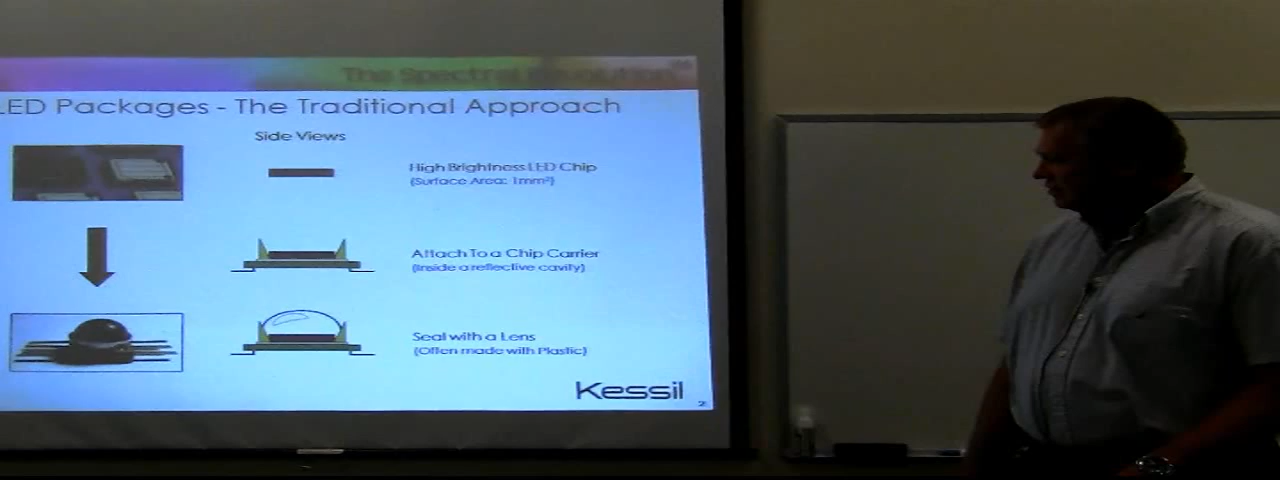 The Spectral Revolution
LED Packages - The Traditional Approach
Side Views
High Brightness LED Chip
(Surface Area: 1mm²)
Attach To a Chip Carrier
(Inside a reflective cavity)
Seal with a Lens
(Often made with Plastic)
Kessil